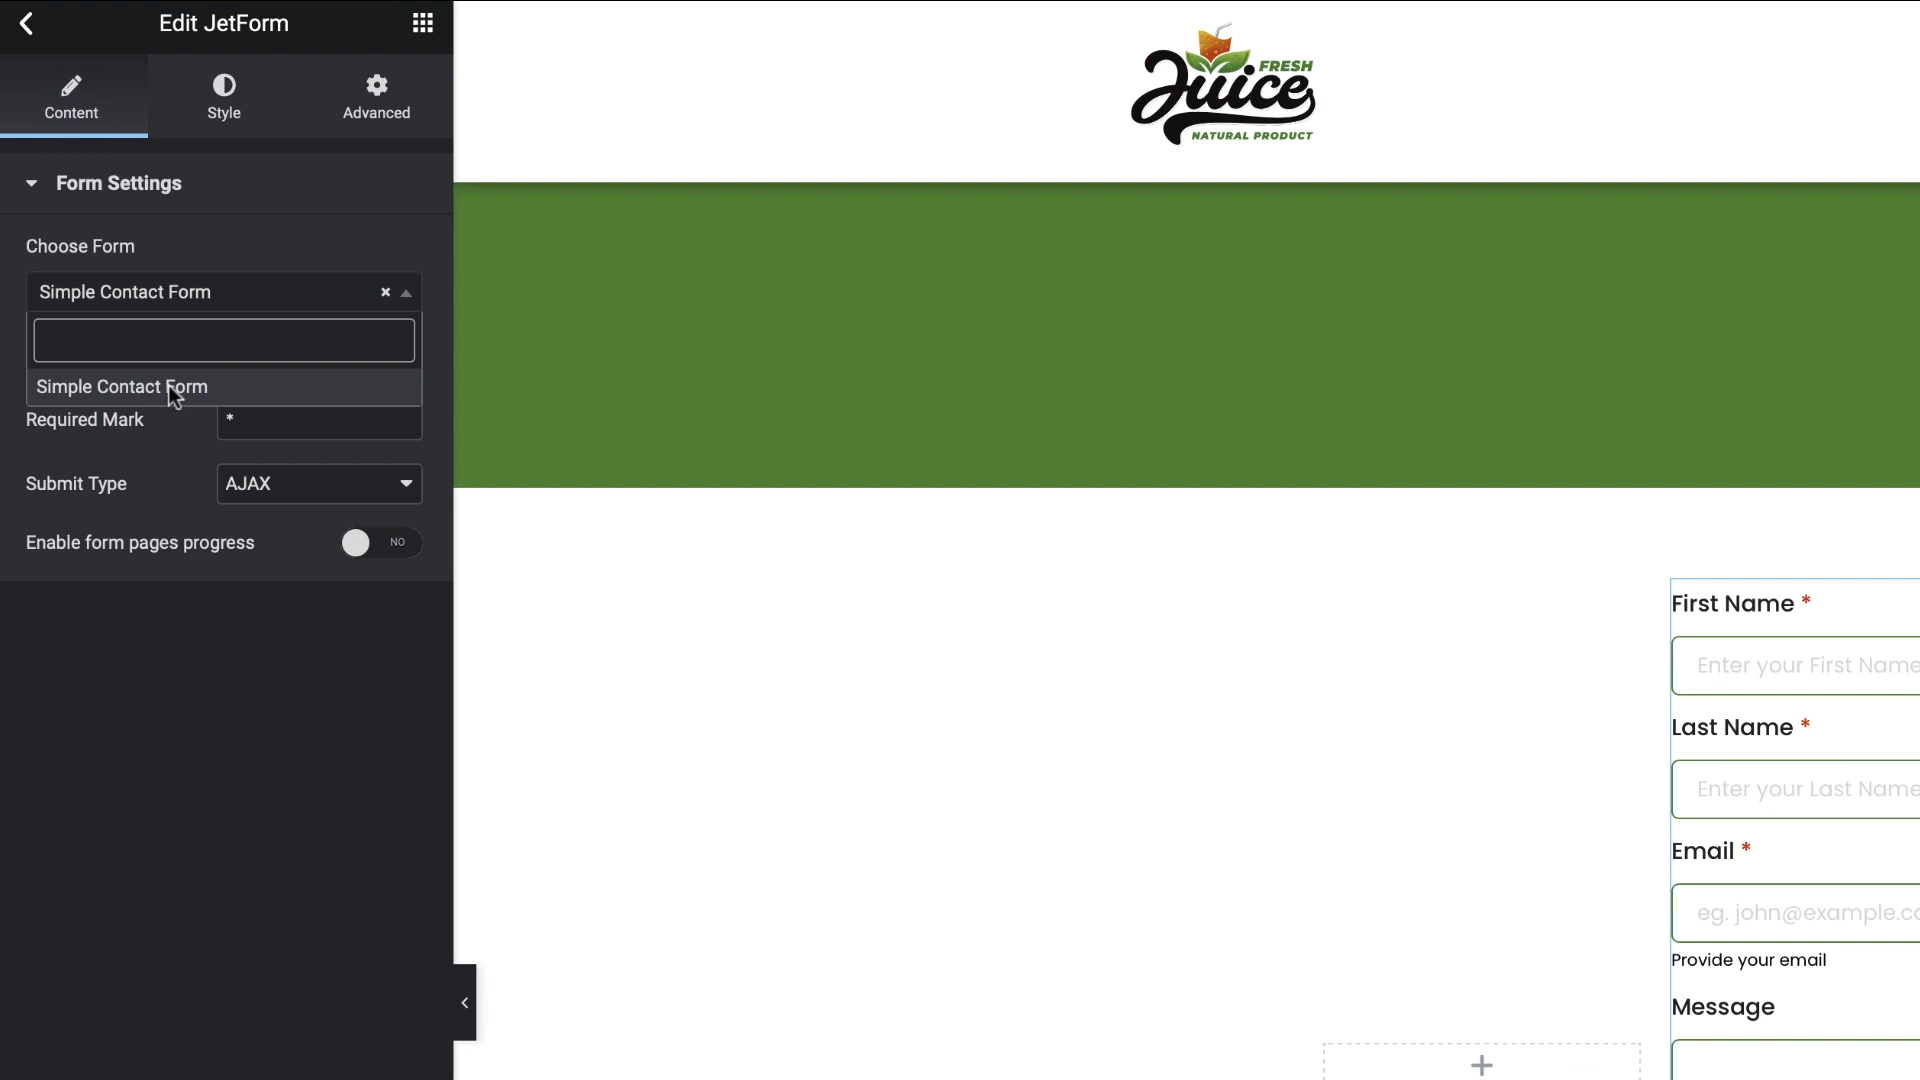 Edit JetForm
Content
Style
Advanced
Form Settings
Choose Form
Simple Contact Form
Simple Contact Form
Required Mark
*
Submit Type
AJAX
Enable form pages progress
NO
FRESH
Juice
NATURAL PRODUCT
First Name *
Enter your First Name
Last Name *
Enter your Last Name
Email *
eg. john@example.co
Provide your email
Message